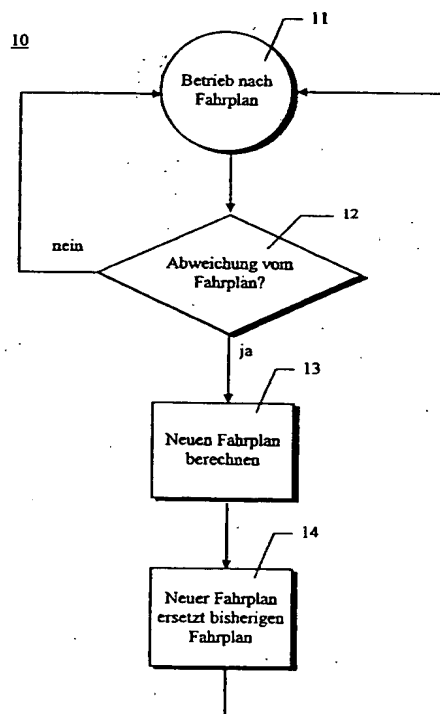 10
11
Betrieb nach
Fahrplan
12
nein
Abweichung vom
Fahrplan?
ja
13
Neuen Fahrplan
berechnen
14
Neuer Fahrplan
ersetzt bisherigen
Fahrplan